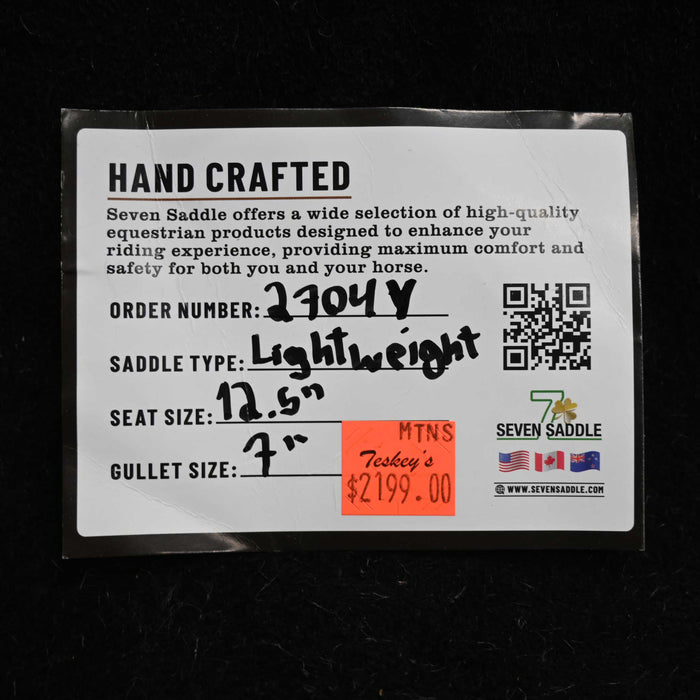 HAND CRAFTED
Seven Saddle offers a wide selection of high-quality
equestrian products designed to enhance your
riding experience, providing maximum comfort and
safety for both you and your horse.
ORDER NUMBER: 2704V
SADDLE TYPE: Lightweight
SEAT SIZE: 12.5"
GULLET SIZE: 7"
MTNS
Teskey's
$2199.00
7
SEVEN SADDLE
WWW.SEVENSADDLE.COM